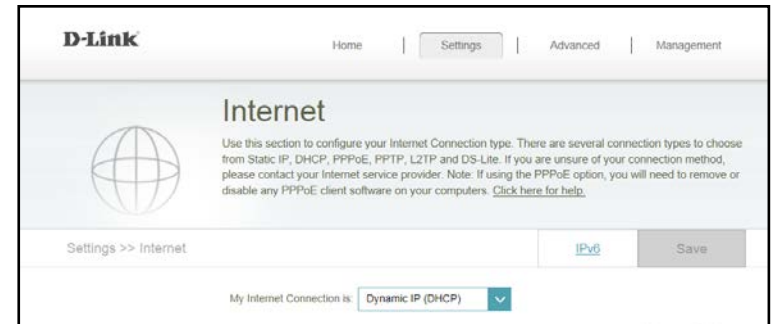 D-Link
Home | Settings | Advanced | Management
Internet
Use this section to configure your Internet Connection type. There are several connection types to choose
from Static IP, DHCP, PPPoE, PPTP, L2TP and DS-Lite. If you are unsure of your connection method,
please contact your Internet service provider. Note: If using the PPPoE option, you will need to remove or
disable any PPPoE client software on your computers. Click here for help.
Settings >> Internet IPv6 Save
My Internet Connection is: Dynamic IP (DHCP)